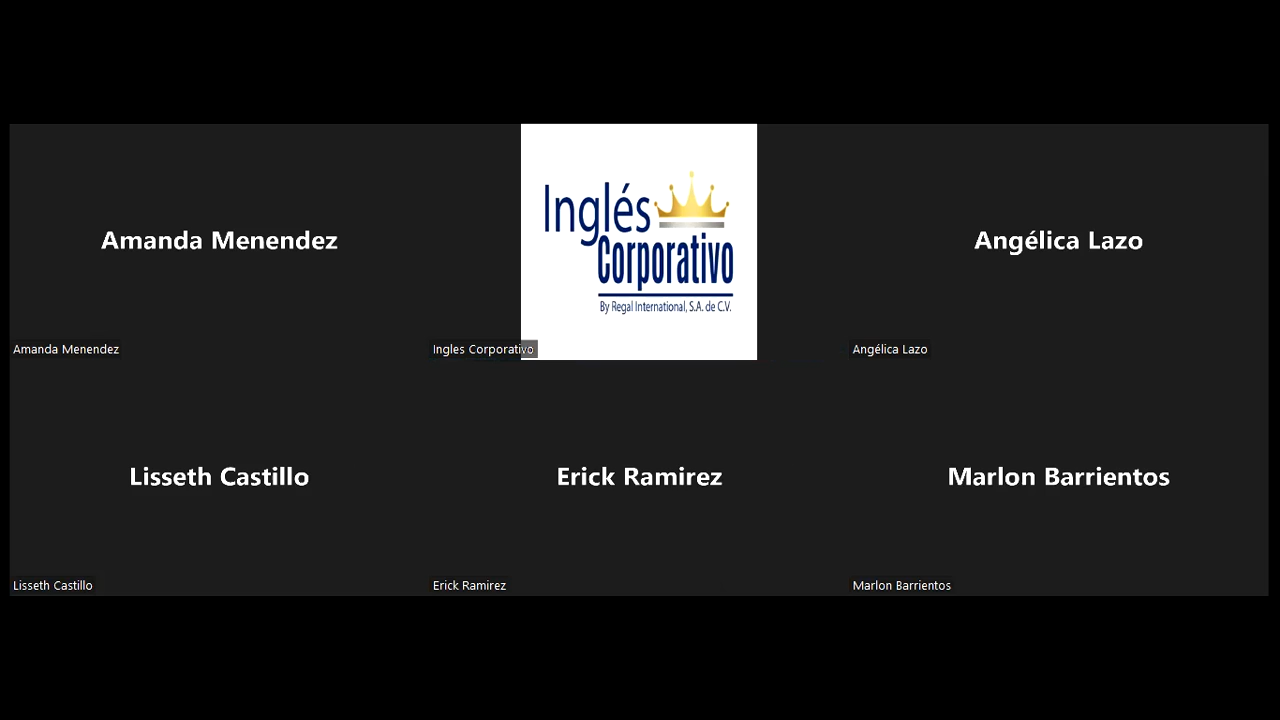 Amanda Menendez
Amanda Menendez
Inglés
Corporativo
By Regal International, S.A. de C.V.
Ingles Corporativo
Angélica Lazo
Angélica Lazo
Lisseth Castillo
Lisseth Castillo
Erick Ramirez
Erick Ramirez
Marlon Barrientos
Marlon Barrientos